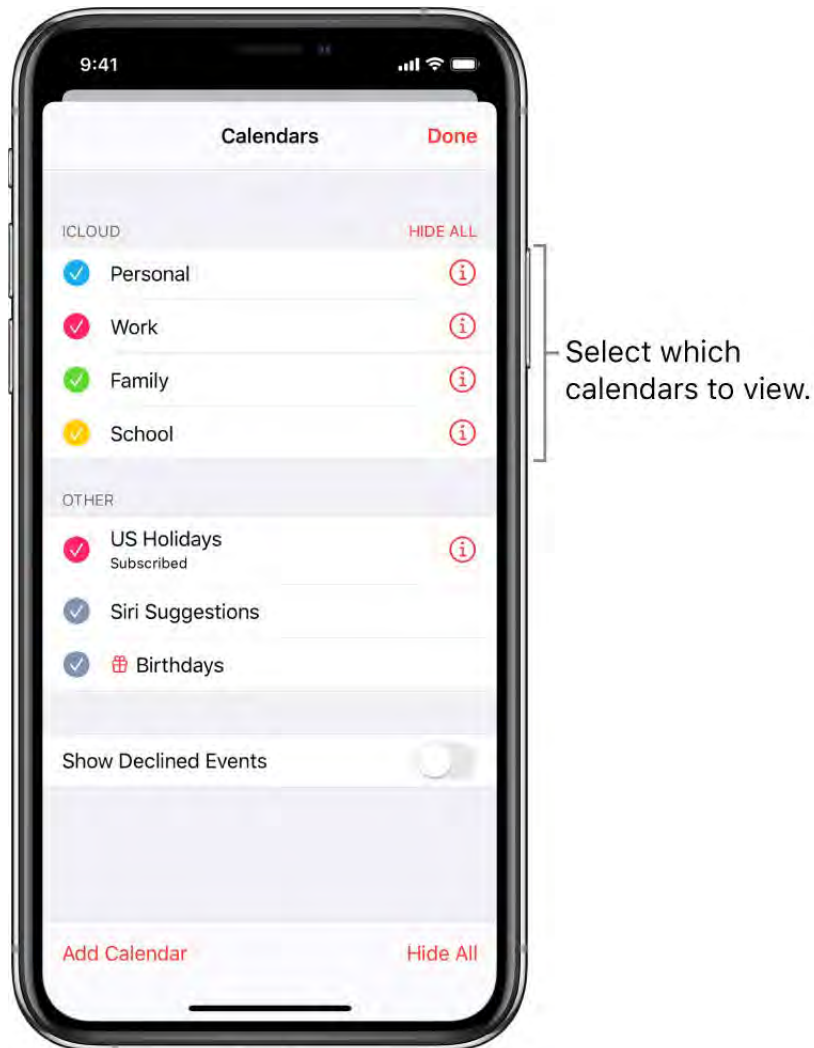 9:41
Calendars
Done
ICLOUD
HIDE ALL
Personal
Work
Family
School
Select which
calendars to view.
OTHER
US Holidays
Subscribed
Siri Suggestions
Birthdays
Show Declined Events
Add Calendar
Hide All